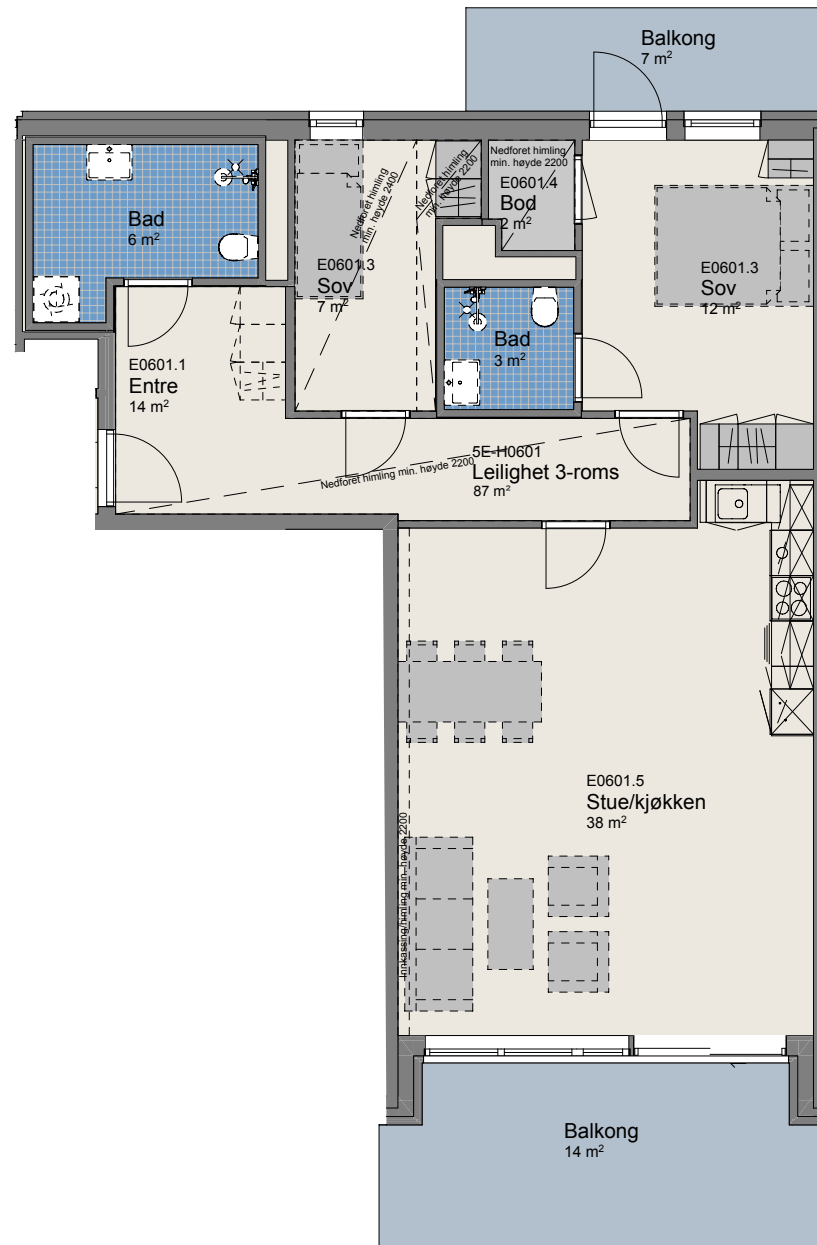 Balkong
7 m²
Nedforet himling
min. høyde 2200
E0601.4
Bod
2 m²
Nedforet himling
min. høyde 2400
Nedforet himling
min. høyde 2200
Bad
6 m²
E0601.3
Sov
7 m²
E0601.3
Sov
12 m²
Bad
3 m²
E0601.1
Entre
14 m²
5E-H0601
Leilighet 3-roms
87 m²
Nedforet himling min. høyde 2200
E0601.5
Stue/kjøkken
38 m²
Innkassing/himling min. høyde 2200
Balkong
14 m²